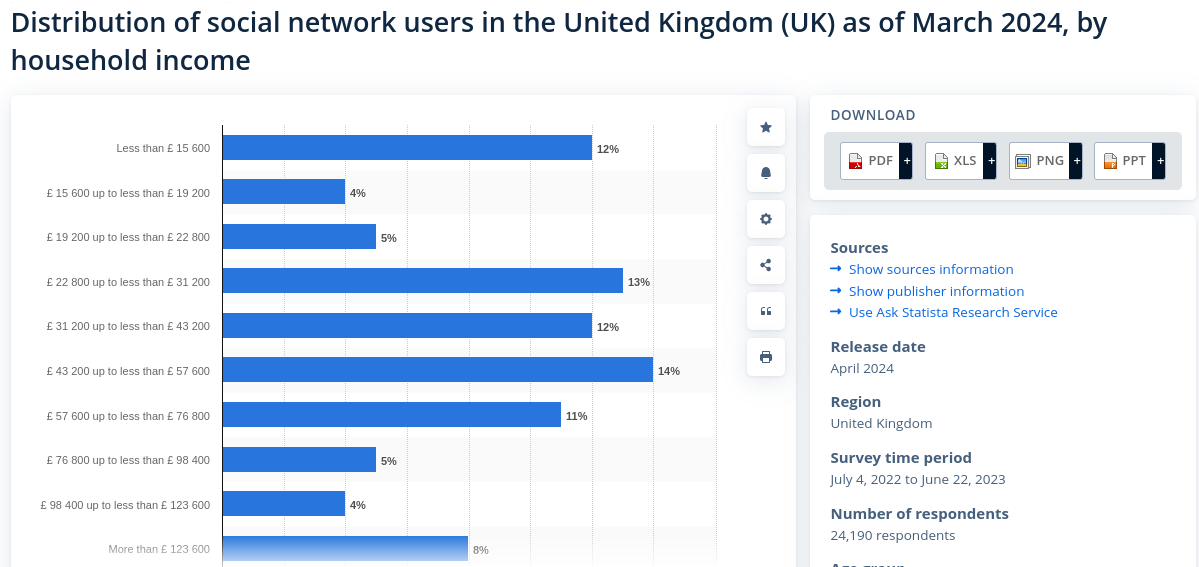 Distribution of social network users in the United Kingdom (UK) as of March 2024, by
household income
Less than £ 15 600
12%
£ 15 600 up to less than £ 19 200
4%
£ 19 200 up to less than £ 22 800
5%
£ 22 800 up to less than £ 31 200
13%
£ 31 200 up to less than £ 43 200
12%
£ 43 200 up to less than £ 57 600
14%
£ 57 600 up to less than £ 76 800
11%
£ 76 800 up to less than £ 98 400
5%
£ 98 400 up to less than £ 123 600
4%
More than £ 123 600
8%
DOWNLOAD
PDF +
XLS +
PNG +
PPT +
Sources
Show sources information
Show publisher information
Use Ask Statista Research Service
Release date
April 2024
Region
United Kingdom
Survey time period
July 4, 2022 to June 22, 2023
Number of respondents
24,190 respondents